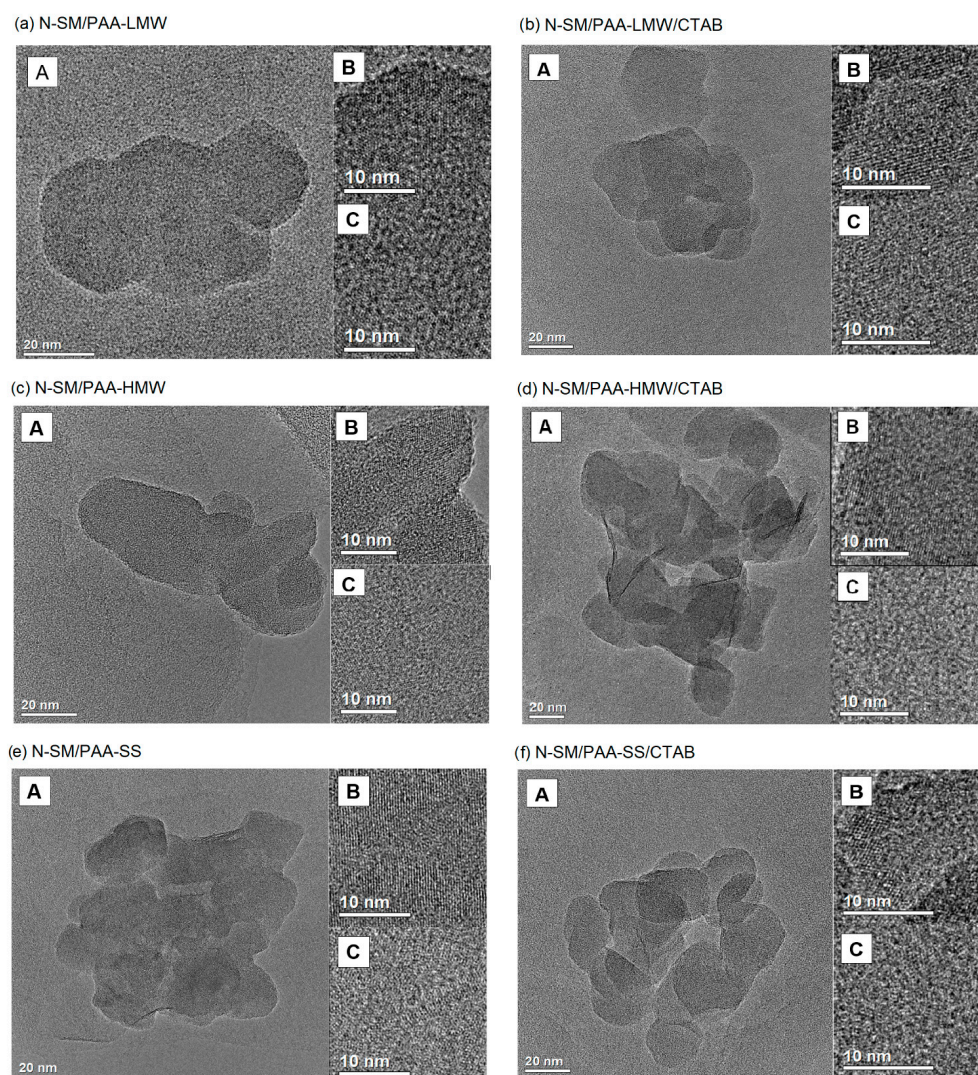 (a) N-SM/PAA-LMW
A
B
10 nm
C
10 nm
20 nm
(b) N-SM/PAA-LMW/CTAB
A
B
10 nm
C
10 nm
20 nm
(c) N-SM/PAA-HMW
A
B
10 nm
C
10 nm
20 nm
(d) N-SM/PAA-HMW/CTAB
A
B
10 nm
C
10 nm
20 nm
(e) N-SM/PAA-SS
A
B
10 nm
C
10 nm
20 nm
(f) N-SM/PAA-SS/CTAB
A
B
10 nm
C
10 nm
20 nm